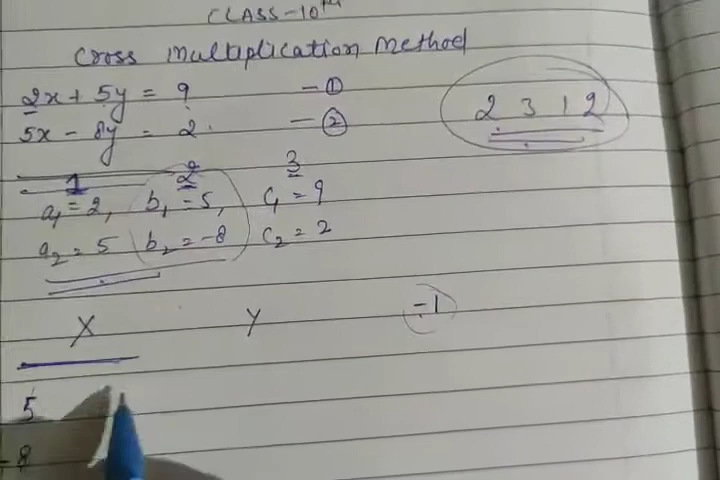 CLASS-10th
Cross Multiplication Method
2x + 5y = 9 - ①
5x - 8y = 2. - ②
2 3 1 2
1 2 3
a₁ = 2, b₁ = 5, c₁ = 9
a₂ = 5 b₂ = -8 c₂ = 2
X Y -1
5
-8